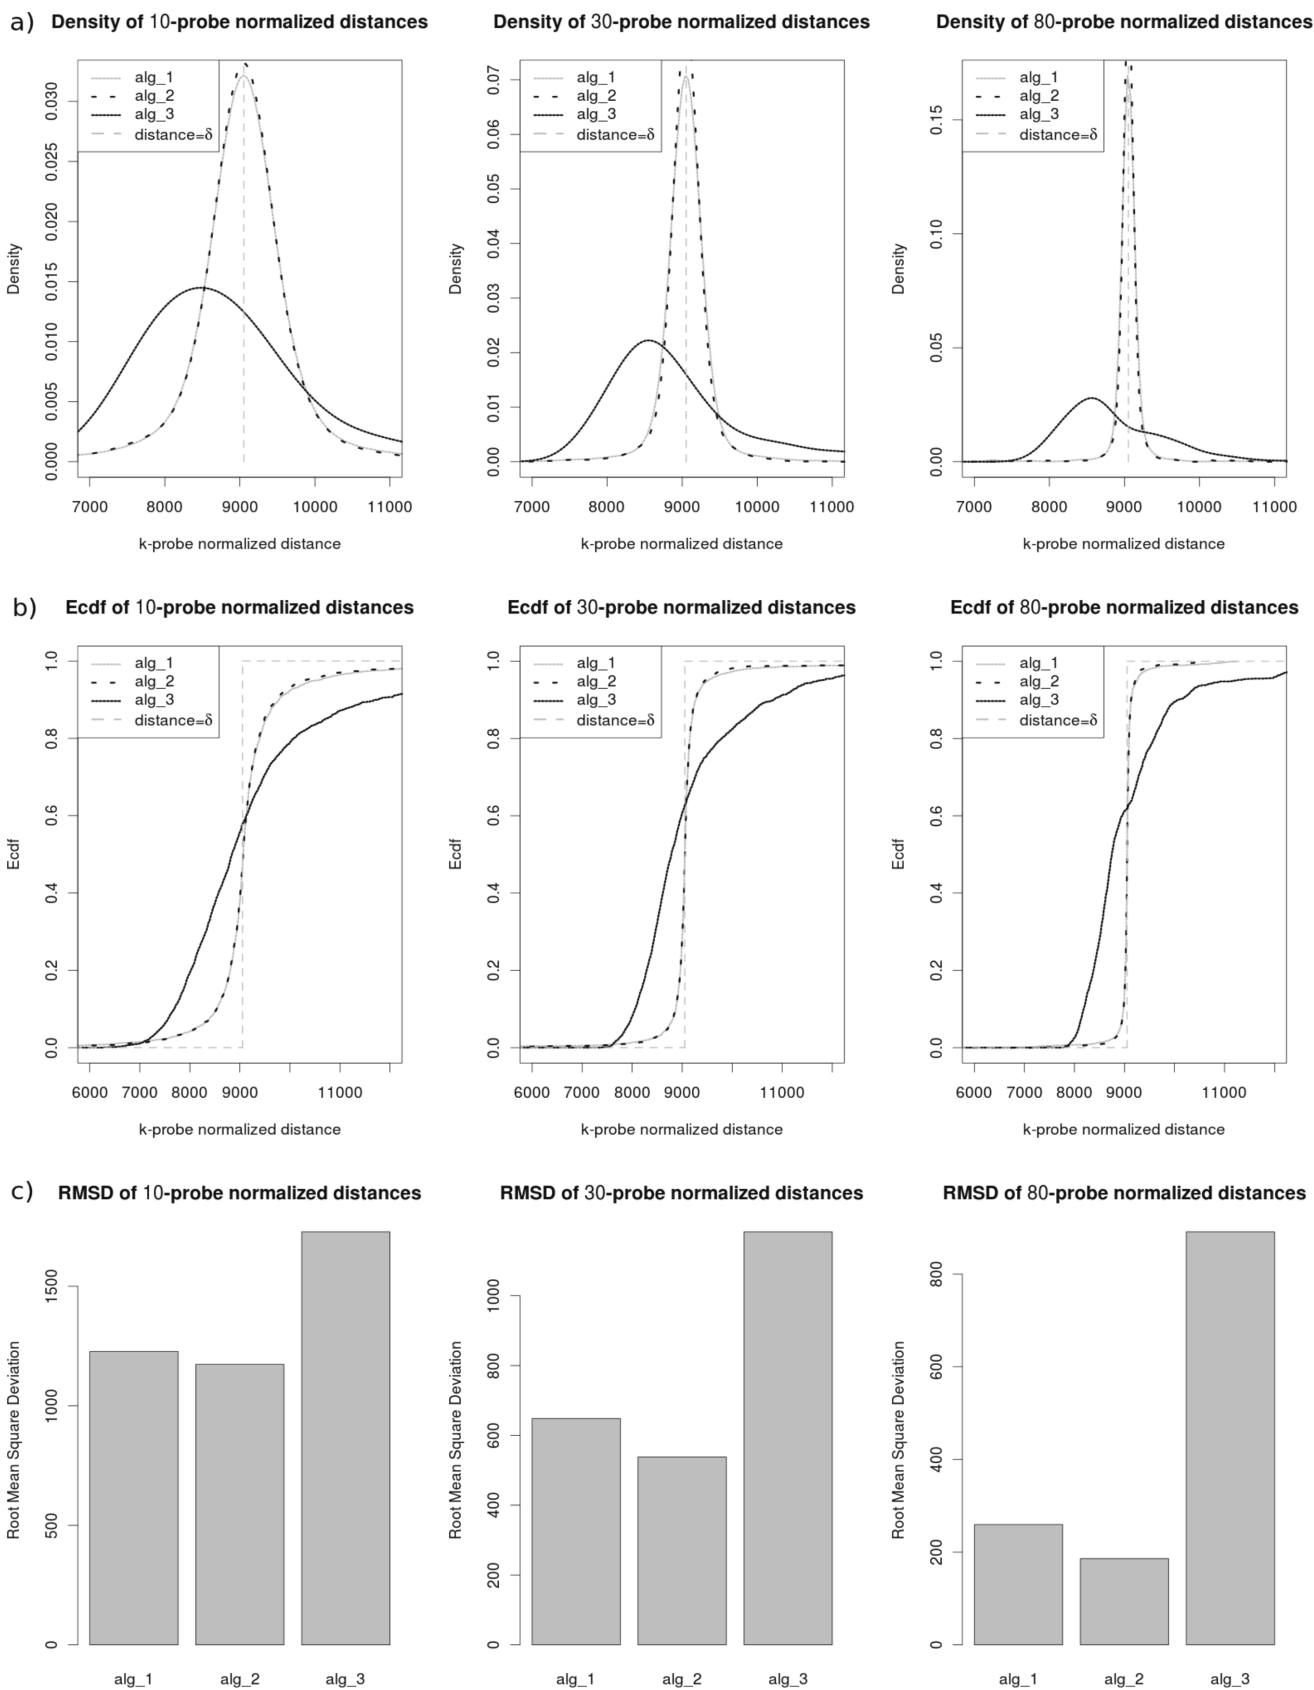 a) Density of 10-probe normalized distances
Density of 30-probe normalized distances
Density of 80-probe normalized distances
alg_1
alg_2
alg_3
distance=δ
0.000 0.005 0.010 0.015 0.020 0.025 0.030
Density
7000 8000 9000 10000 11000
k-probe normalized distance
alg_1
alg_2
alg_3
distance=δ
0.00 0.01 0.02 0.03 0.04 0.05 0.06 0.07
Density
7000 8000 9000 10000 11000
k-probe normalized distance
alg_1
alg_2
alg_3
distance=δ
0.00 0.05 0.10 0.15
Density
7000 8000 9000 10000 11000
k-probe normalized distance
b) Ecdf of 10-probe normalized distances
Ecdf of 30-probe normalized distances
Ecdf of 80-probe normalized distances
alg_1
alg_2
alg_3
distance=δ
0.0 0.2 0.4 0.6 0.8 1.0
Ecdf
6000 7000 8000 9000 11000
k-probe normalized distance
alg_1
alg_2
alg_3
distance=δ
0.0 0.2 0.4 0.6 0.8 1.0
Ecdf
6000 7000 8000 9000 11000
k-probe normalized distance
alg_1
alg_2
alg_3
distance=δ
0.0 0.2 0.4 0.6 0.8 1.0
Ecdf
6000 7000 8000 9000 11000
k-probe normalized distance
c) RMSD of 10-probe normalized distances
RMSD of 30-probe normalized distances
RMSD of 80-probe normalized distances
0 500 1000 1500
Root Mean Square Deviation
alg_1 alg_2 alg_3
0 200 400 600 800 1000
Root Mean Square Deviation
alg_1 alg_2 alg_3
0 200 400 600 800
Root Mean Square Deviation
alg_1 alg_2 alg_3